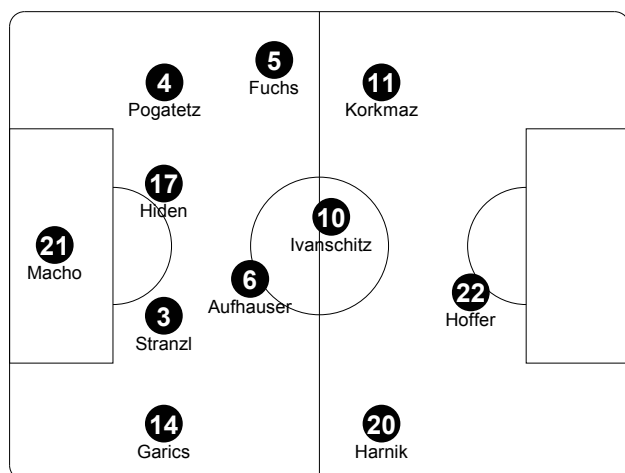 5
Fuchs
4
Pogatetz
11
Korkmaz
17
Hiden
10
Ivanschitz
21
Macho
6
Aufhauser
22
Hoffer
3
Stranzl
14
Garics
20
Harnik